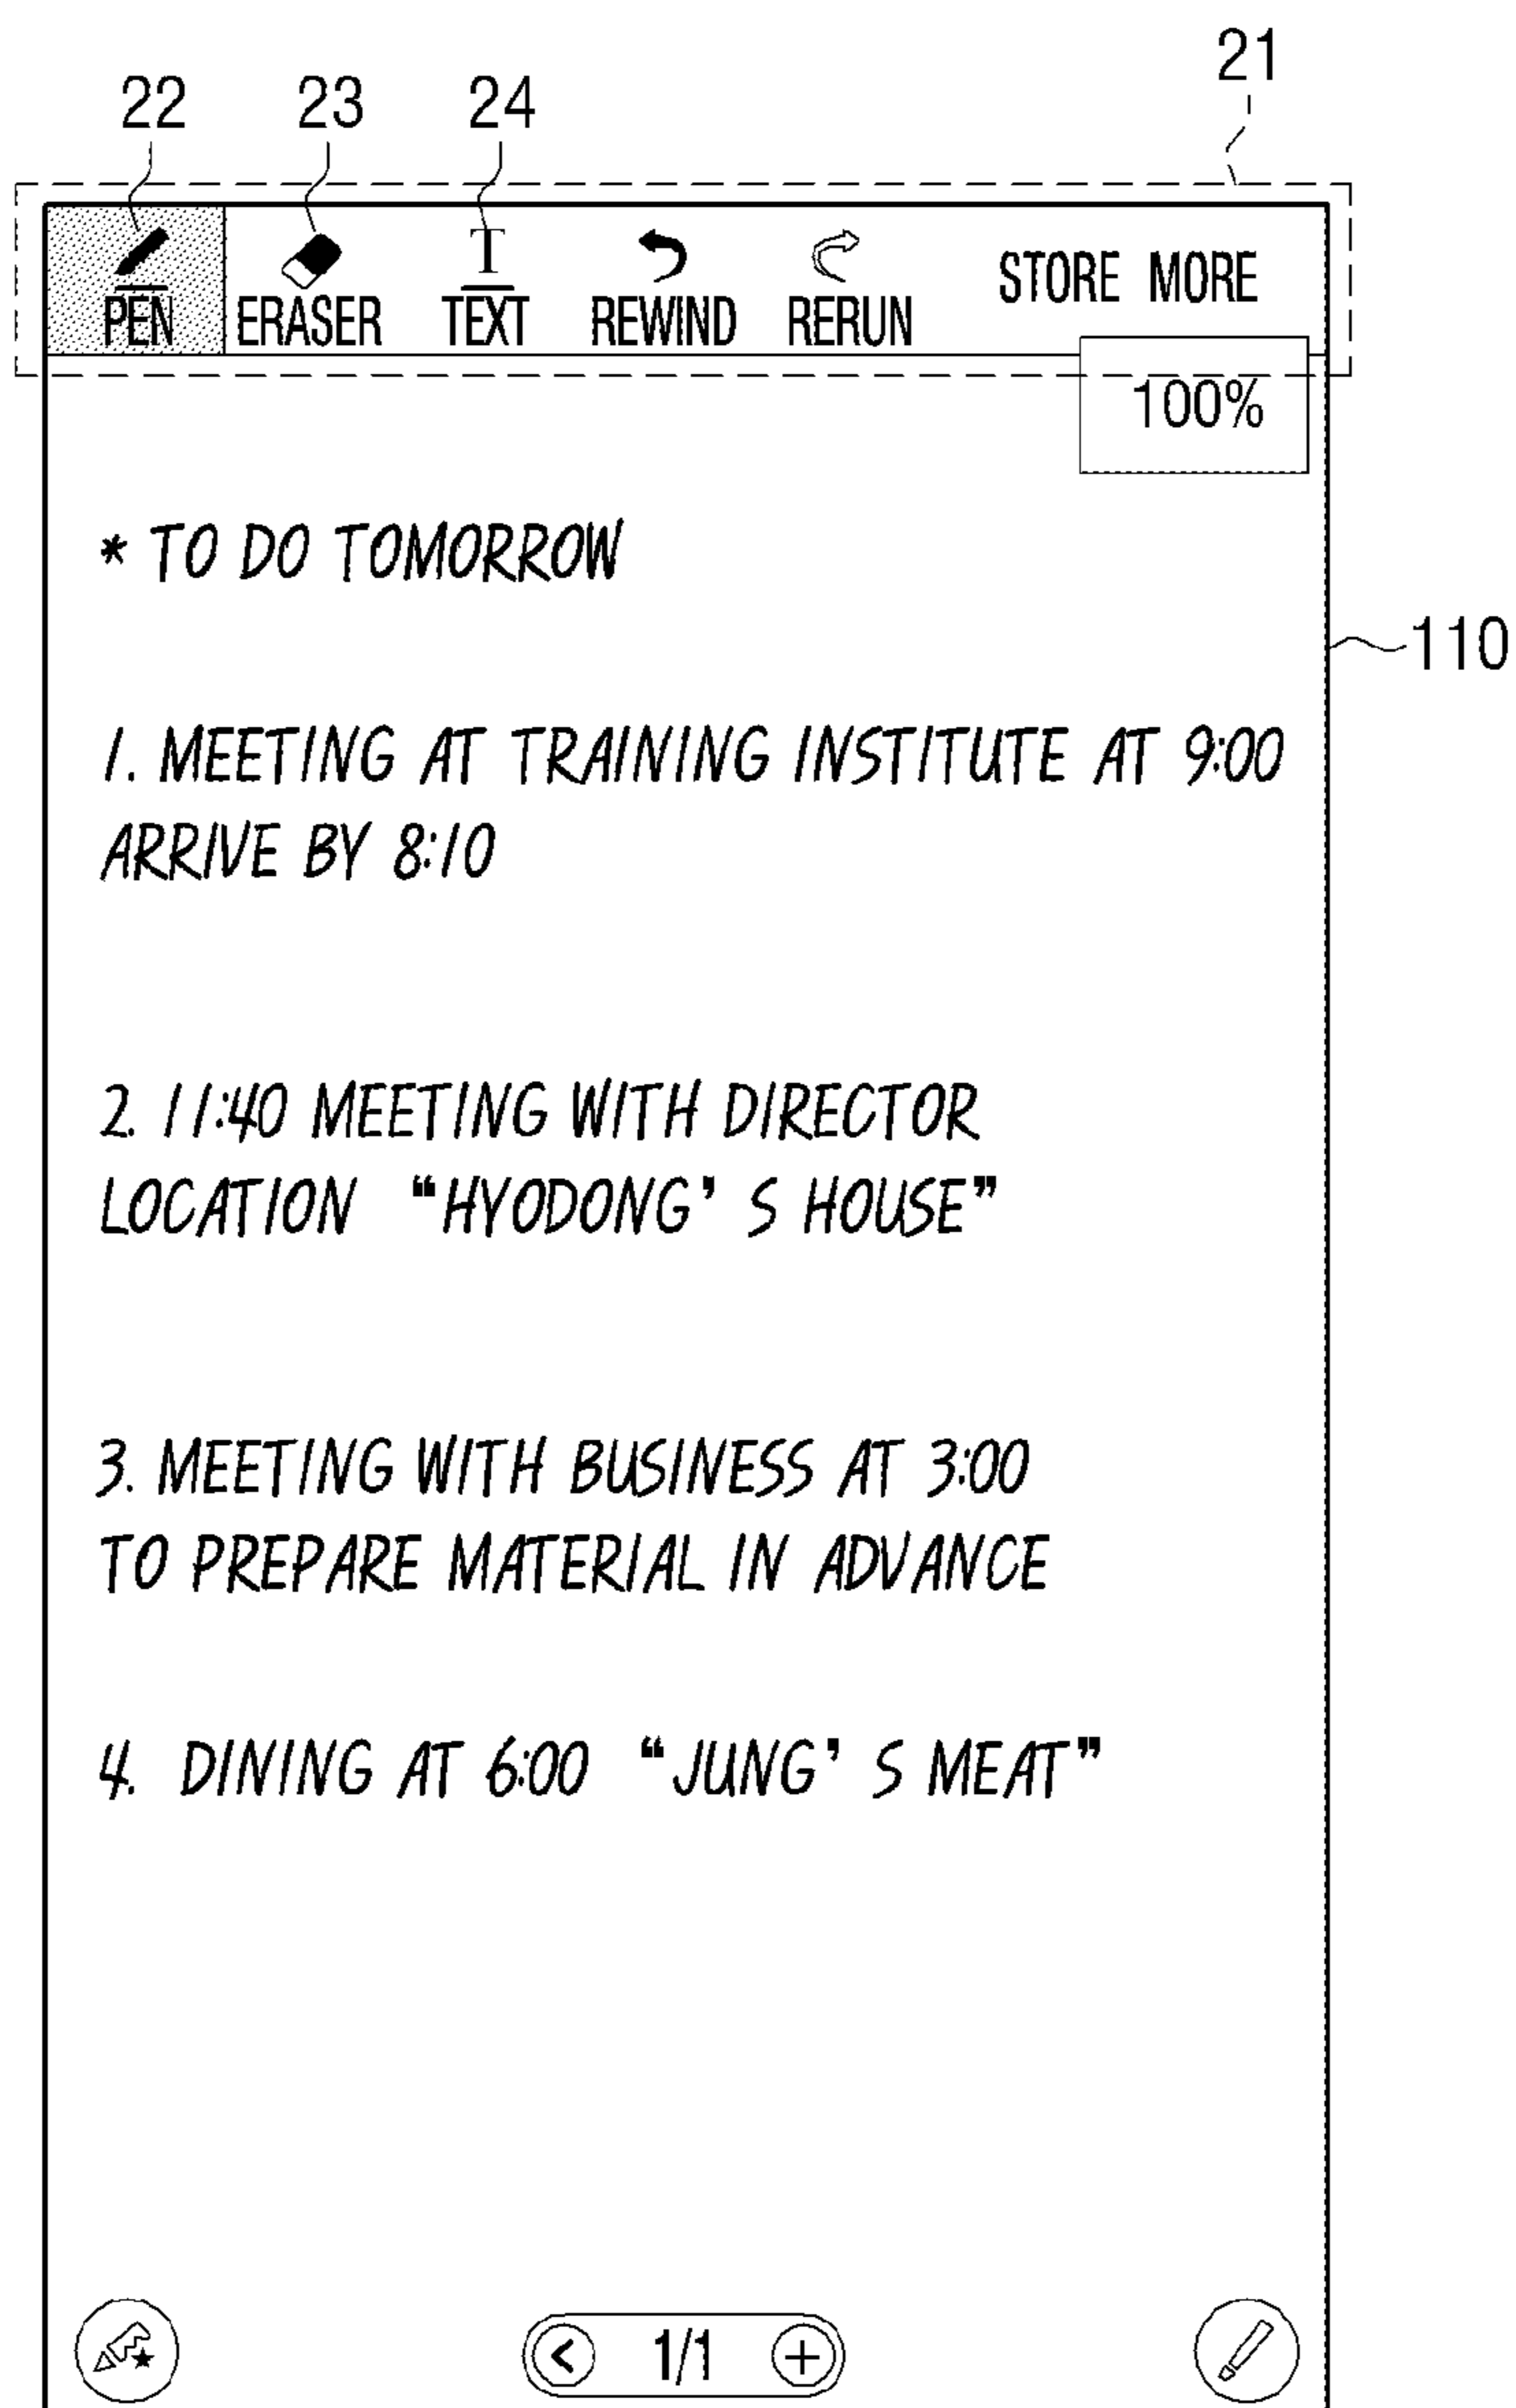 21
22 23 24
PEN ERASER TEXT REWIND RERUN STORE MORE
100%
* TO DO TOMORROW
110
1. MEETING AT TRAINING INSTITUTE AT 9:00
ARRIVE BY 8:10
2. 11:40 MEETING WITH DIRECTOR
LOCATION “HYODONG’ S HOUSE”
3. MEETING WITH BUSINESS AT 3:00
TO PREPARE MATERIAL IN ADVANCE
4. DINING AT 6:00 “JUNG’ S MEAT”
1/1